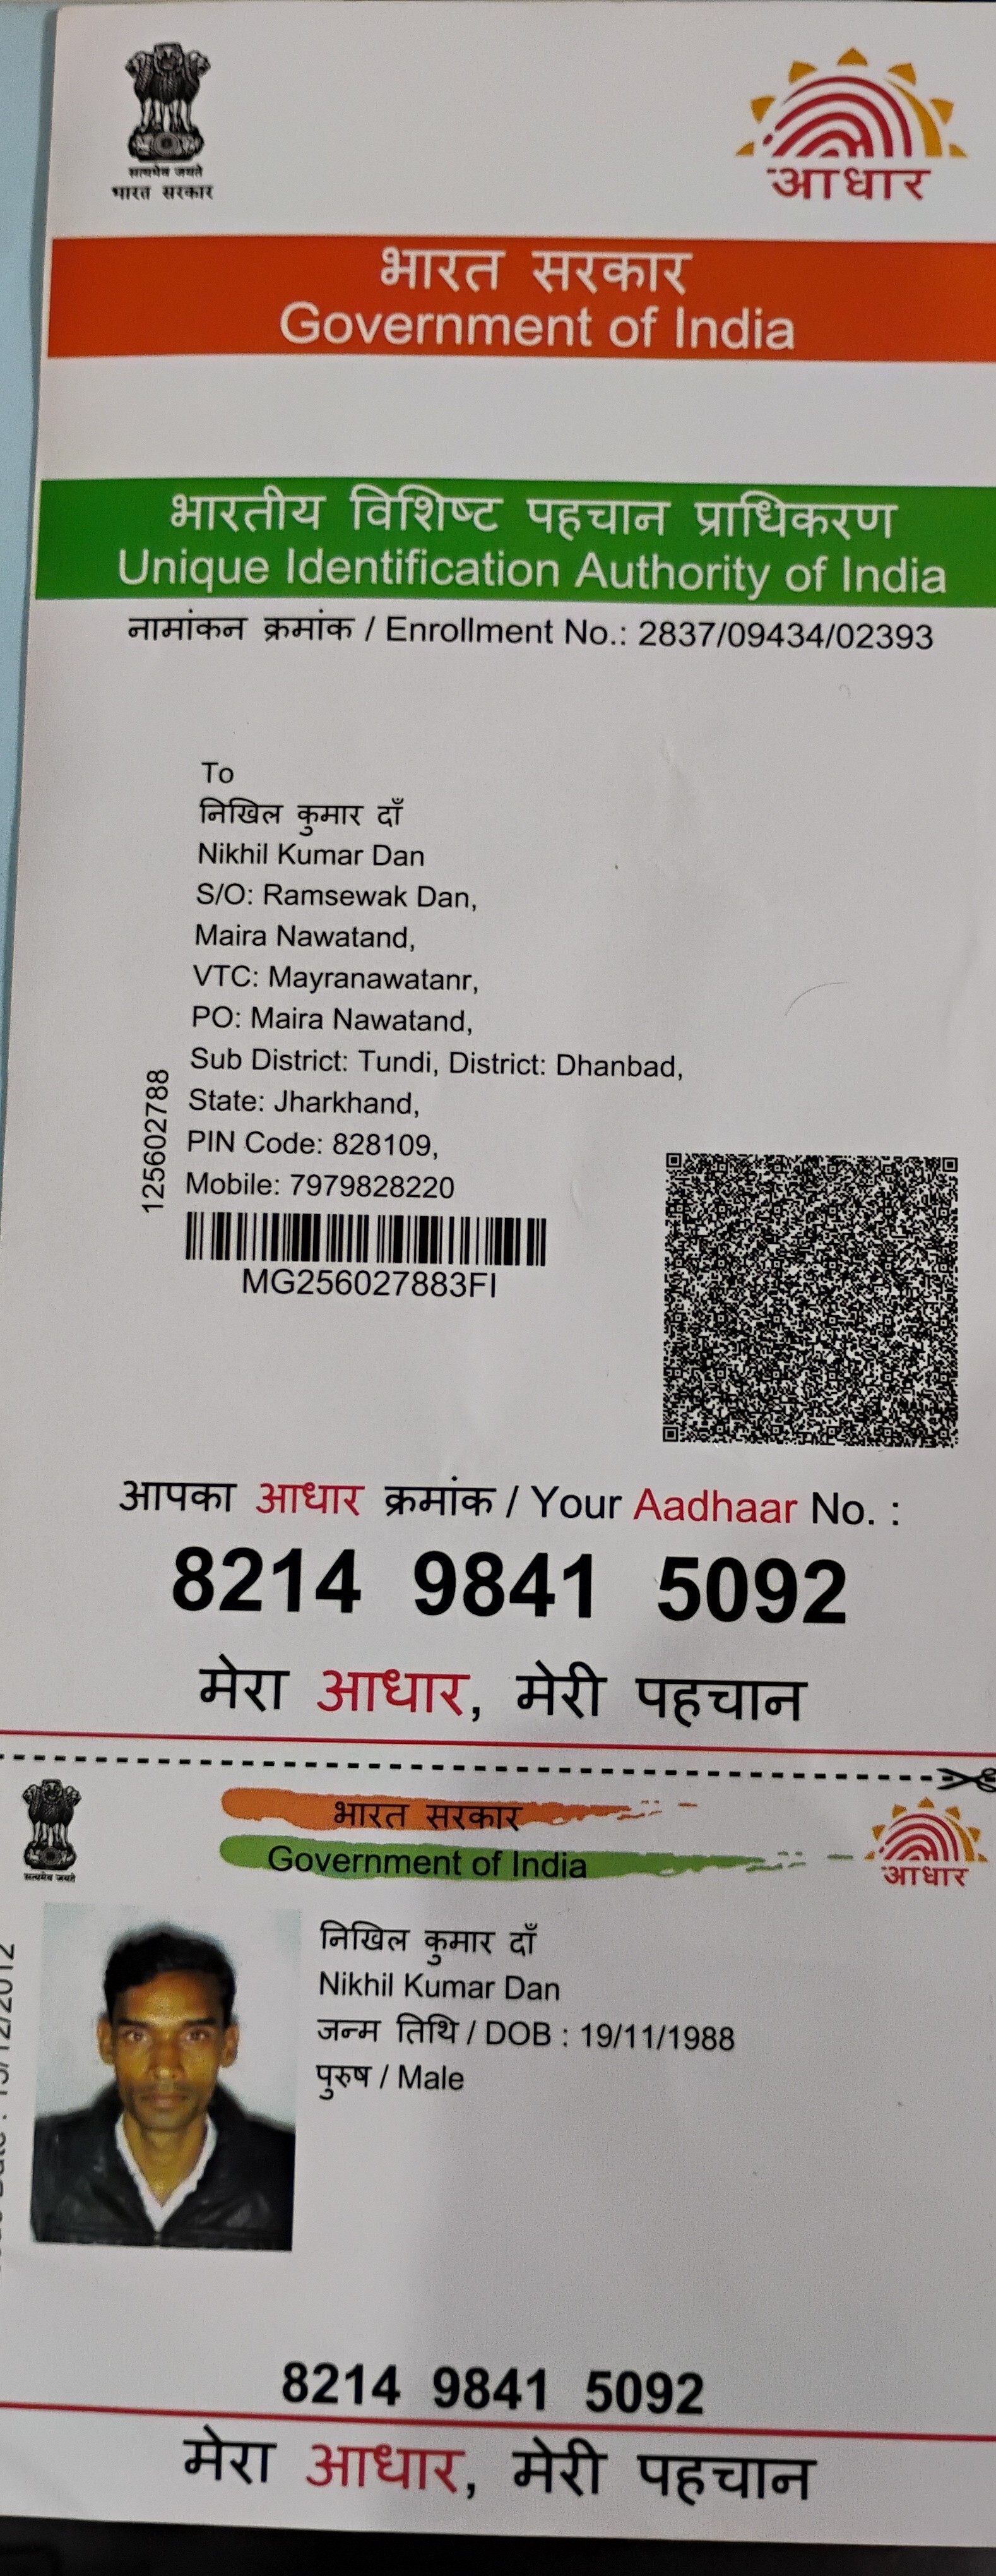 सत्यमेव जयते
भारत सरकार
आधार
भारत सरकार
Government of India
भारतीय विशिष्ट पहचान प्राधिकरण
Unique Identification Authority of India
नामांकन क्रमांक / Enrollment No.: 2837/09434/02393
To
निखिल कुमार दाँ
Nikhil Kumar Dan
S/O: Ramsewak Dan,
Maira Nawatand,
VTC: Mayranawatanr,
PO: Maira Nawatand,
Sub District: Tundi, District: Dhanbad,
State: Jharkhand,
PIN Code: 828109,
Mobile: 7979828220
125602788
MG256027883FI
आपका आधार क्रमांक / Your Aadhaar No. :
8214 9841 5092
मेरा आधार, मेरी पहचान
सत्यमेव जयते
भारत सरकार
Government of India
आधार
निखिल कुमार दाँ
Nikhil Kumar Dan
जन्म तिथि / DOB : 19/11/1988
पुरुष / Male
8214 9841 5092
मेरा आधार, मेरी पहचान